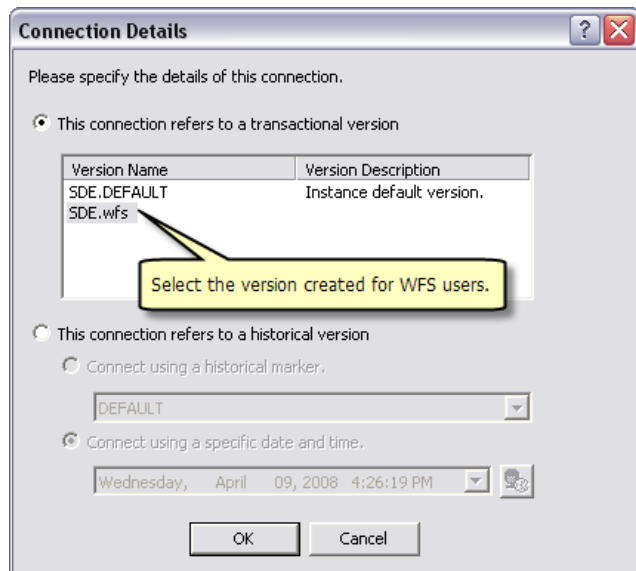 Connection Details
Please specify the details of this connection.
This connection refers to a transactional version
Version Name Version Description
SDE.DEFAULT Instance default version.
SDE.wfs
Select the version created for WFS users.
This connection refers to a historical version
Connect using a historical marker.
DEFAULT
Connect using a specific date and time.
Wednesday, April 09, 2008 4:26:19 PM
OK Cancel